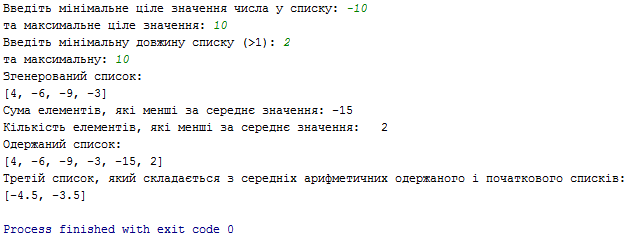 Введіть мінімальне ціле значення числа у списку: -10
та максимальне ціле значення: 10
Введіть мінімальну довжину списку (>1): 2
та максимальну: 10
Згенерований список:
[4, -6, -9, -3]
Сума елементів, які менші за середнє значення: -15
Кількість елементів, які менші за середнє значення:   2
Одержаний список:
[4, -6, -9, -3, -15, 2]
Третій список, який складається з середніх арифметичних одержаного і початкового списків:
[-4.5, -3.5]
Process finished with exit code 0